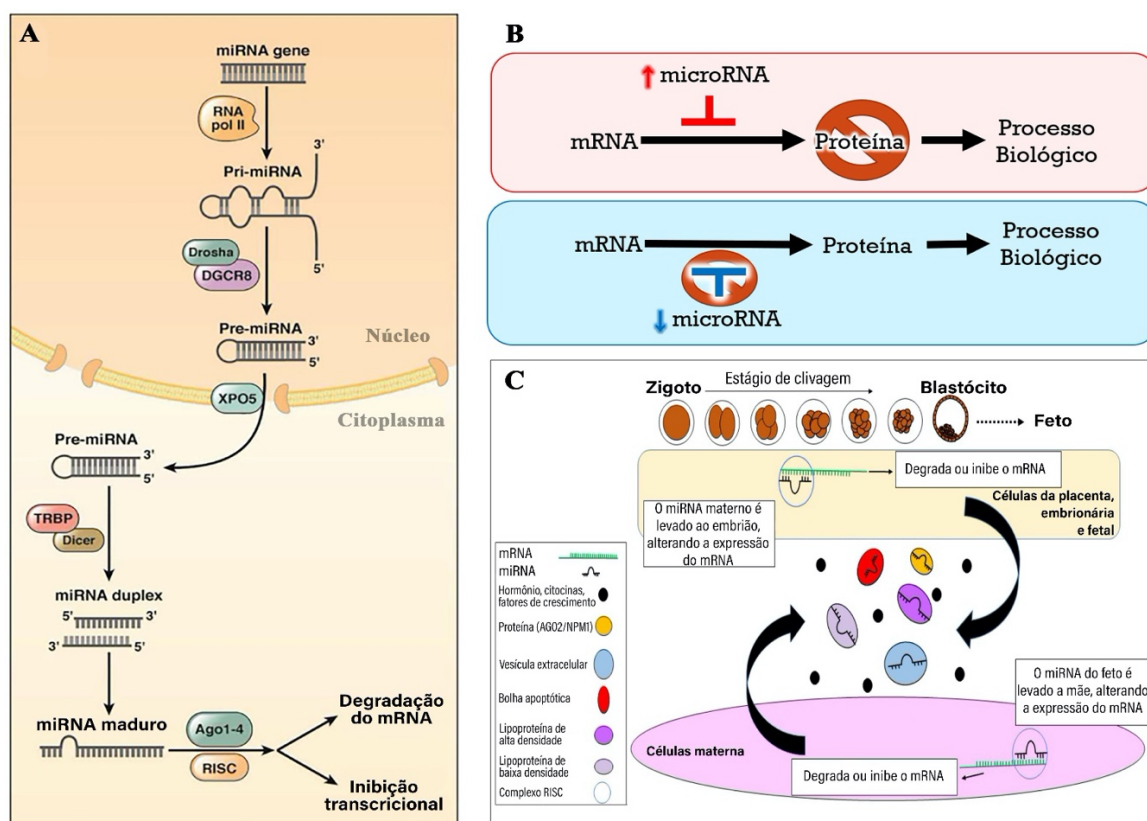 A
miRNA gene
RNA
pol II
3'
Pri-miRNA
5'
Drosha
DGCR8
Pre-miRNA
3'
5'
Núcleo
XPO5
Citoplasma
Pre-miRNA
3'
5'
TRBP
Dicer
miRNA duplex
5'
3'
3'
5'
miRNA maduro
Ago1-4
RISC
Degradação
do mRNA
Inibição
transcricional
B
microRNA
mRNA
Proteína
Processo
Biológico
mRNA
Proteína
Processo
Biológico
microRNA
C
Zigoto
Estágio de clivagem
Blastócito
Feto
Degrada ou inibe o mRNA
O miRNA materno é
levado ao embrião,
alterando a expressão
do mRNA
Células da placenta,
embrionária
e fetal
mRNA
miRNA
Hormônio, citocinas,
fatores de crescimento
Proteína (AGO2/NPM1)
Vesícula extracelular
Bolha apoptótica
Lipoproteína de
alta densidade
Lipoproteína de
baixa densidade
Complexo RISC
O miRNA do feto é
levado a mãe, alterando
a expressão do mRNA
Células materna
Degrada ou inibe o mRNA